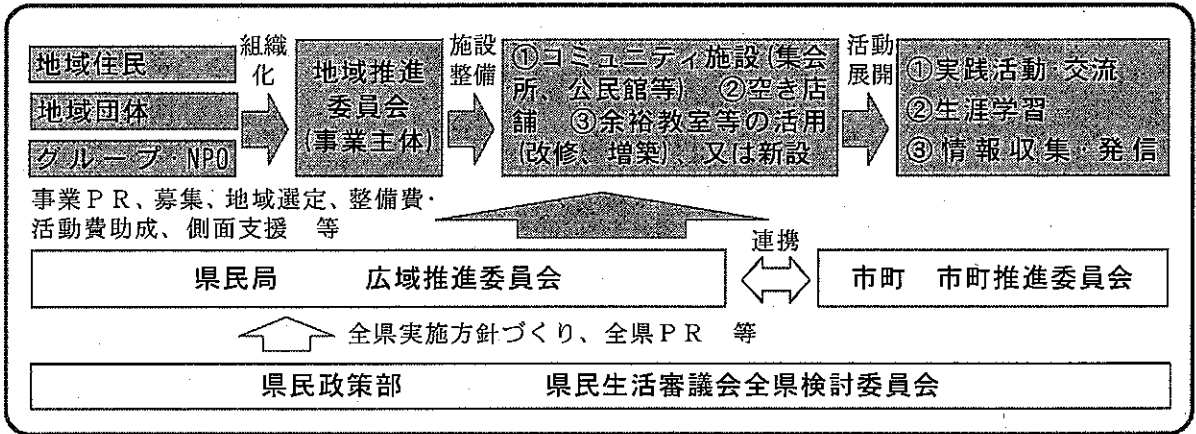 地域住民
地域団体
グループ・NPO
組織
化
地域推進
委員会
(事業主体)
施設
整備
①コミュニティ施設(集会
所、公民館等) ②空き店
舗 ③余裕教室等の活用
(改修、増築)、又は新設
活動
展開
①実践活動・交流
②生涯学習
③情報収集・発信
事業PR、募集、地域選定、整備費・
活動費助成、側面支援 等
県民局 広域推進委員会
連携
市町 市町推進委員会
全県実施方針づくり、全県PR 等
県民政策部 県民生活審議会全県検討委員会